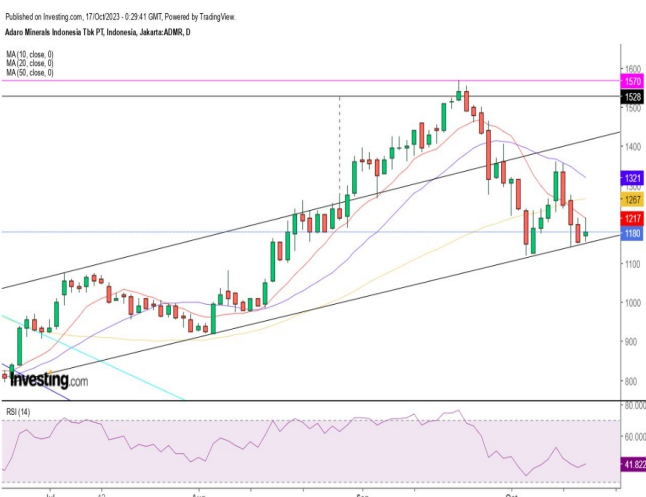 Published on Investing.com, 17/Oct/2023 - 0:29:41 GMT, Powered by TradingView.
Adaro Minerals Indonesia Tbk PT, Indonesia, Jakarta:ADMR, D
MA (10, close, 0)
MA (20, close, 0)
MA (50, close, 0)
1600
1570
1528
1500
1400
1321
1300
1267
1217
1180
1100
1000
900
800
Investing.com
RSI (14)
80.000
60.000
41.822
Jul
Aug
Sep
Oct